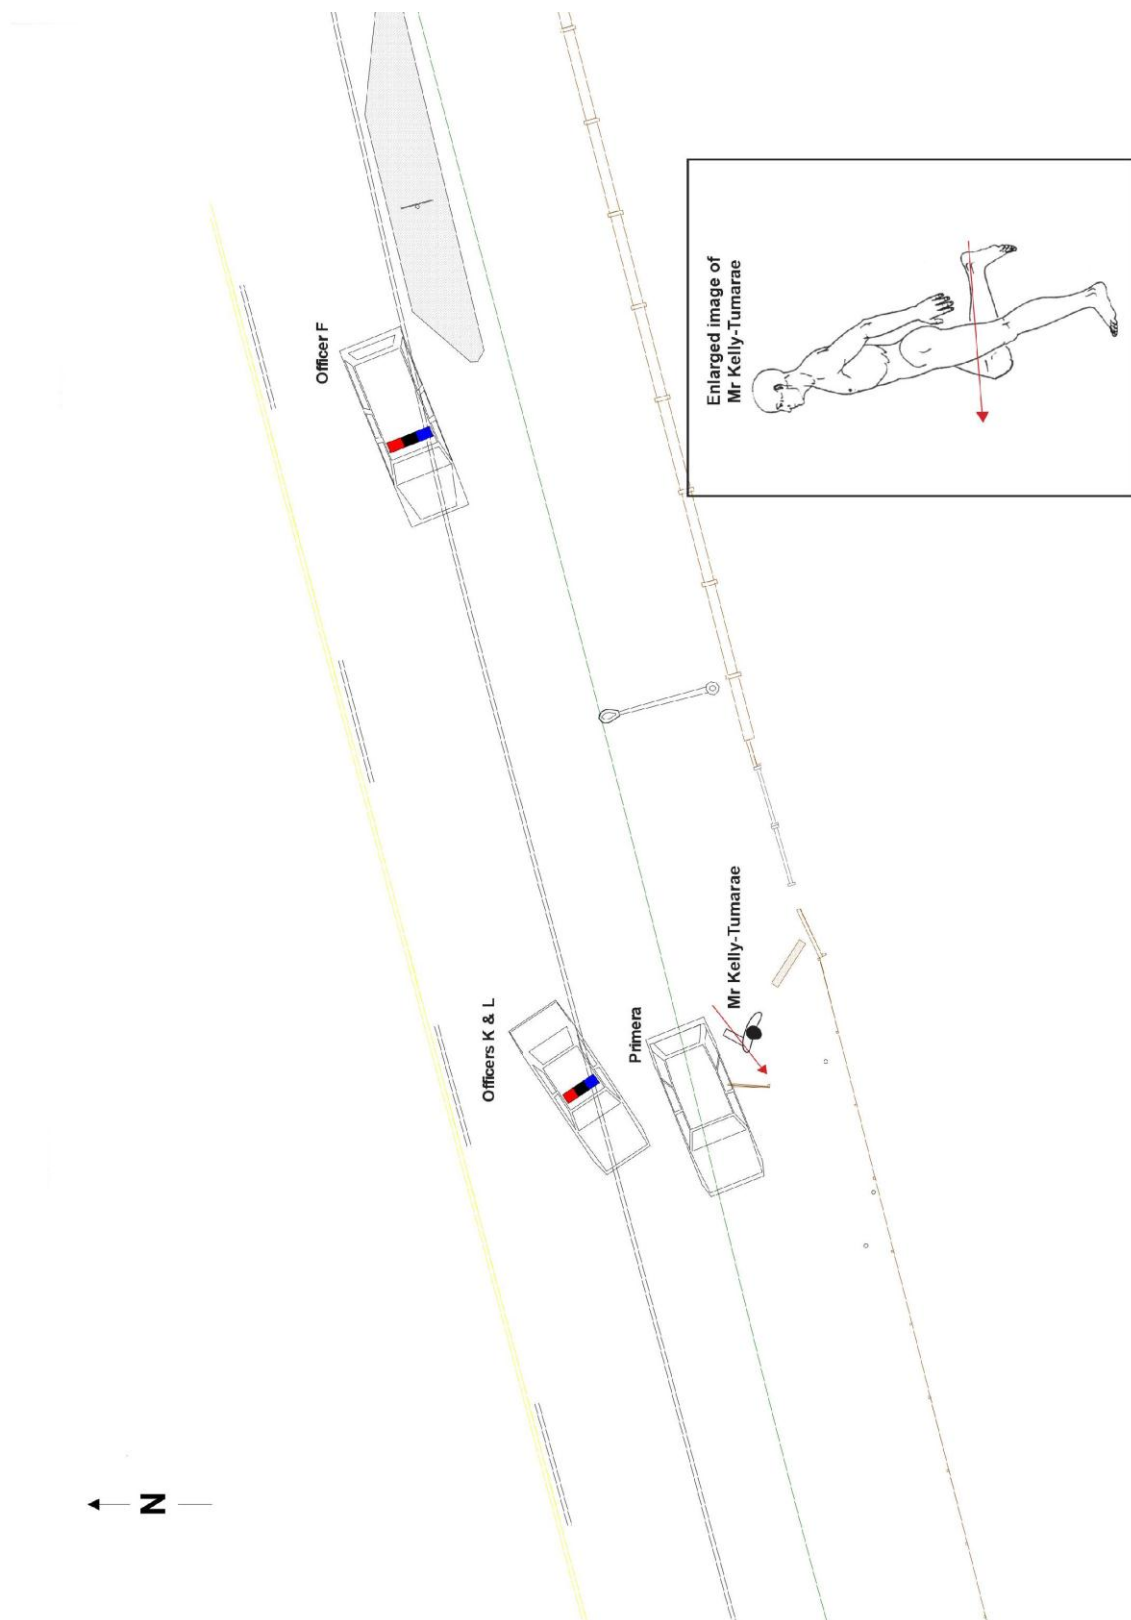 Officer F
Enlarged image of
Mr Kelly-Tumarae
Officers K & L
Primera
Mr Kelly-Tumarae
N